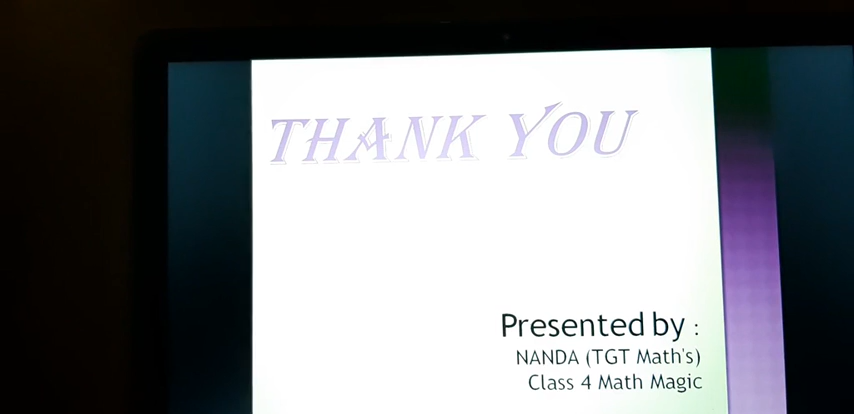 THANK YOU
Presented by :
NANDA (TGT Math's)
Class 4 Math Magic